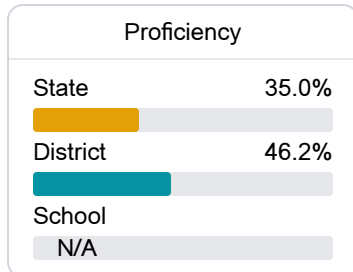 Proficiency
State 35.0%
District 46.2%
School
N/A